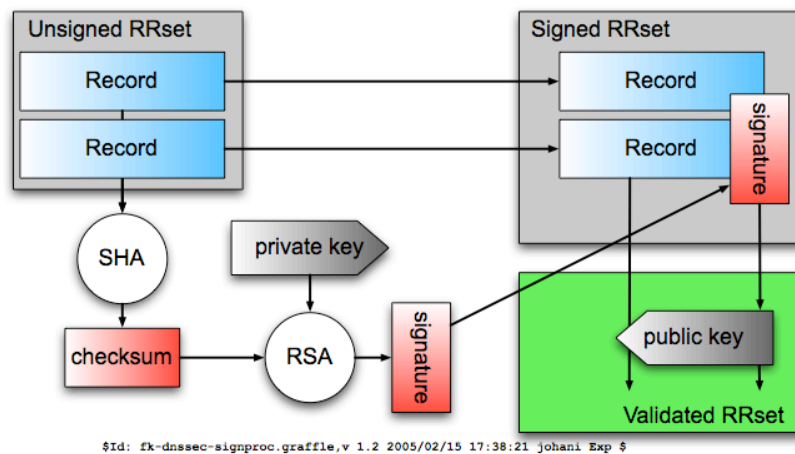 Unsigned RRset
Record
Record
SHA
checksum
private key
RSA
signature
Signed RRset
Record
Record
signature
public key
Validated RRset
$Id: fk-dnssec-signproc.graffle,v 1.2 2005/02/15 17:38:21 johani Exp $